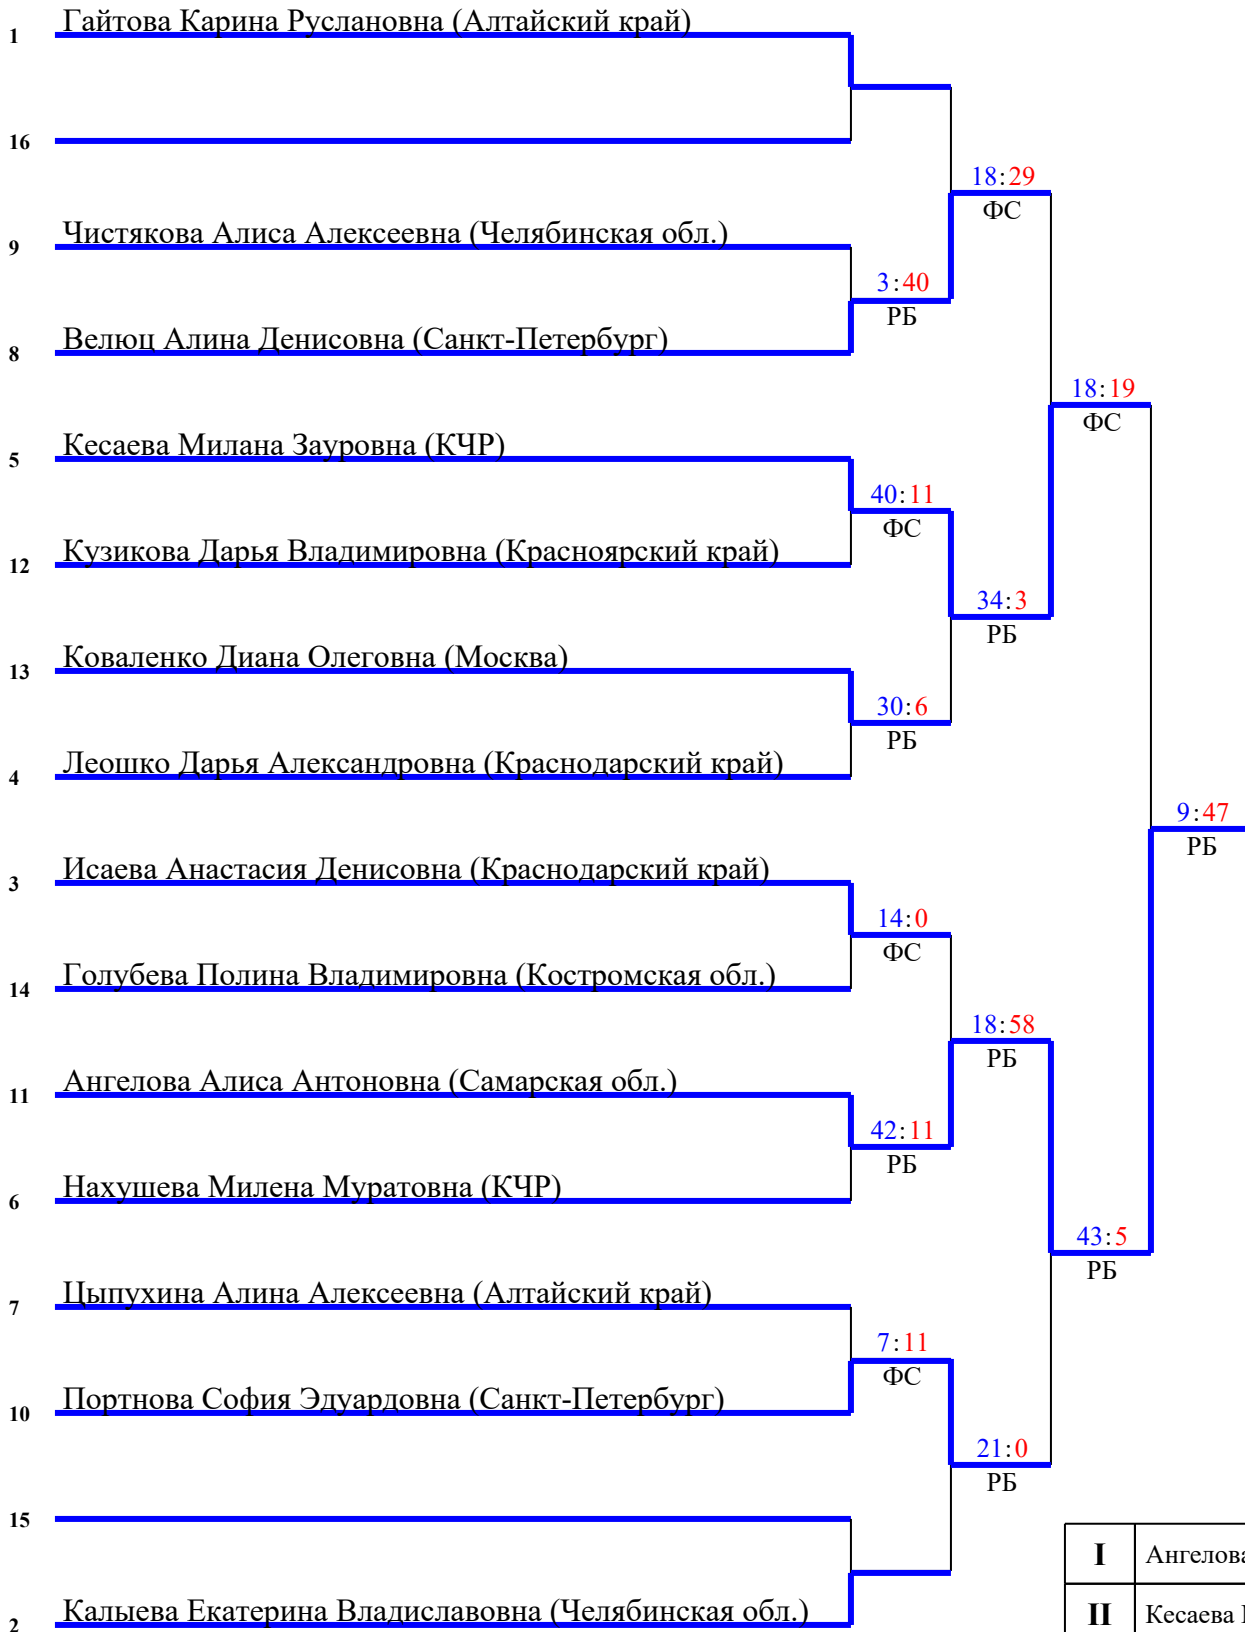 1 Гайтова Карина Руслановна (Алтайский край)
16
18:29
ФС
9 Чистякова Алиса Алексеевна (Челябинская обл.)
3:40
РБ
8 Велюц Алина Денисовна (Санкт-Петербург)
18:19
ФС
5 Кесаева Милана Зауровна (КЧР)
40:11
ФС
12 Кузикова Дарья Владимировна (Красноярский край)
34:3
РБ
13 Коваленко Диана Олеговна (Москва)
30:6
РБ
4 Леошко Дарья Александровна (Краснодарский край)
9:47
РБ
3 Исаева Анастасия Денисовна (Краснодарский край)
14:0
ФС
14 Голубева Полина Владимировна (Костромская обл.)
18:58
РБ
11 Ангелова Алиса Антоновна (Самарская обл.)
42:11
РБ
6 Нахушева Милена Муратовна (КЧР)
43:5
РБ
7 Цыпухина Алина Алексеевна (Алтайский край)
7:11
ФС
10 Портнова София Эдуардовна (Санкт-Петербург)
21:0
РБ
15
I Ангелова
2 Калыева Екатерина Владиславовна (Челябинская обл.)
II Кесаева